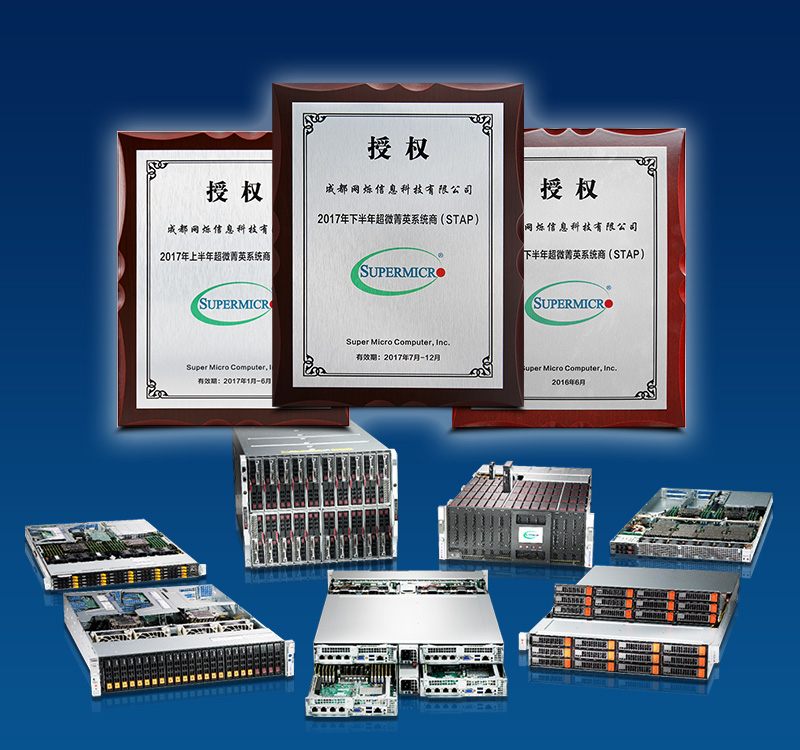 授权
成都网烁信息科技有
2017年上半年超微菁英系统商
SUPERMICR
Super Micro Computer, I
有效期：2017年1月-6月
授权
成都网烁信息科技有限公司
2017年下半年超微菁英系统商（STAP）
SUPERMICRO
®
Super Micro Computer, Inc.
有效期：2017年7月-12月
授权
网烁信息科技有限公司
下半年超微菁英系统商（STAP）
SUPERMICRO
®
Super Micro Computer, Inc.
2016年6月